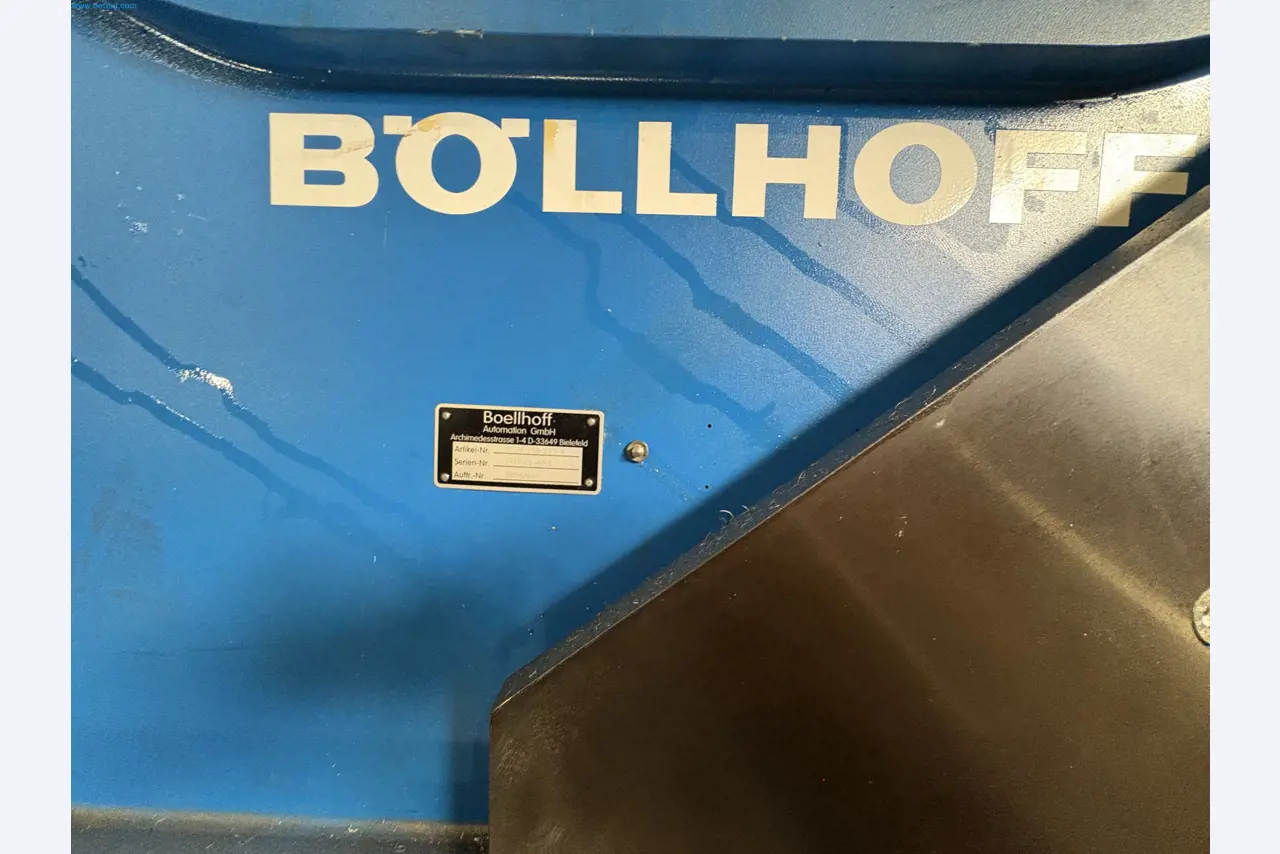 BÖLLHOFF
Boellhoff
Automation GmbH
Archimedesstrasse 1-4 D-33649 Bielefeld
Artikel-Nr.
Serien-Nr.
Auftr.-Nr.